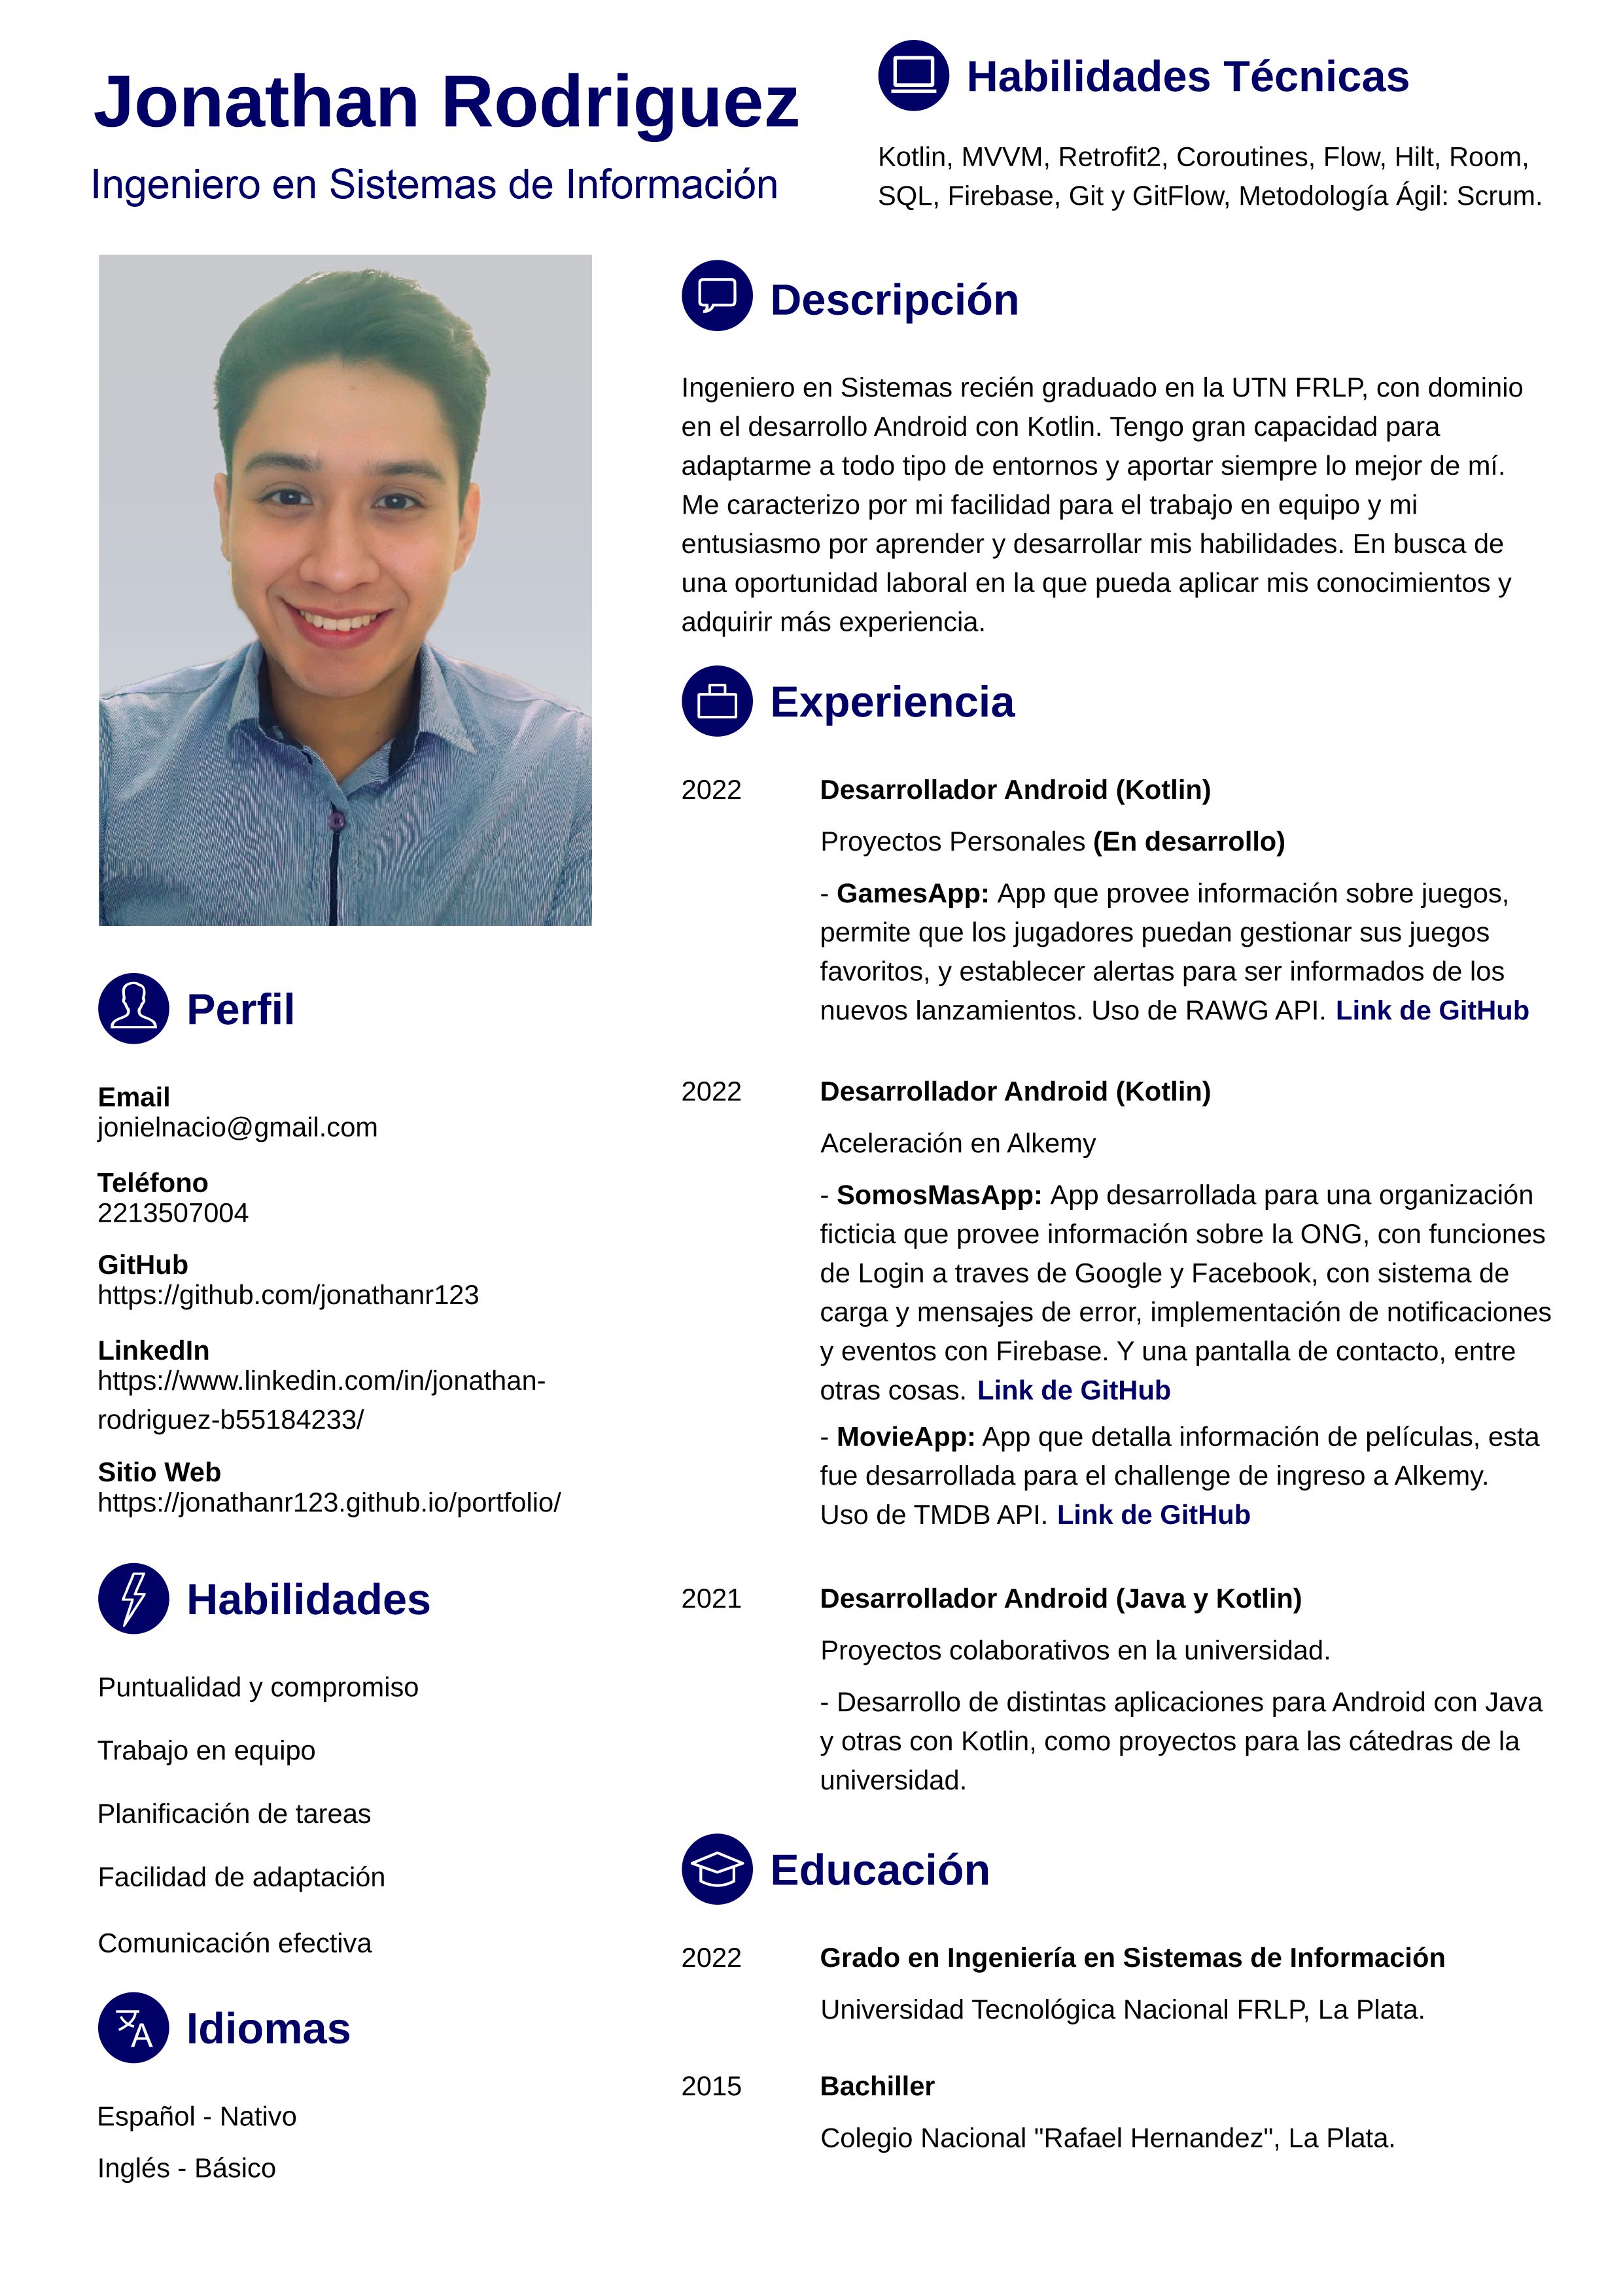 Jonathan Rodriguez
Ingeniero en Sistemas de Información
Habilidades Técnicas
Kotlin, MVVM, Retrofit2, Coroutines, Flow, Hilt, Room,
SQL, Firebase, Git y GitFlow, Metodología Ágil: Scrum.
Descripción
Ingeniero en Sistemas recién graduado en la UTN FRLP, con dominio
en el desarrollo Android con Kotlin. Tengo gran capacidad para
adaptarme a todo tipo de entornos y aportar siempre lo mejor de mí.
Me caracterizo por mi facilidad para el trabajo en equipo y mi
entusiasmo por aprender y desarrollar mis habilidades. En busca de
una oportunidad laboral en la que pueda aplicar mis conocimientos y
adquirir más experiencia.
Experiencia
2022 Desarrollador Android (Kotlin)
Proyectos Personales (En desarrollo)
- GamesApp: App que provee información sobre juegos,
permite que los jugadores puedan gestionar sus juegos
favoritos, y establecer alertas para ser informados de los
nuevos lanzamientos. Uso de RAWG API. Link de GitHub
2022 Desarrollador Android (Kotlin)
Aceleración en Alkemy
- SomosMasApp: App desarrollada para una organización
ficticia que provee información sobre la ONG, con funciones
de Login a traves de Google y Facebook, con sistema de
carga y mensajes de error, implementación de notificaciones
y eventos con Firebase. Y una pantalla de contacto, entre
otras cosas. Link de GitHub
- MovieApp: App que detalla información de películas, esta
fue desarrollada para el challenge de ingreso a Alkemy.
Uso de TMDB API. Link de GitHub
2021 Desarrollador Android (Java y Kotlin)
Proyectos colaborativos en la universidad.
- Desarrollo de distintas aplicaciones para Android con Java
y otras con Kotlin, como proyectos para las cátedras de la
universidad.
Educación
2022 Grado en Ingeniería en Sistemas de Información
Universidad Tecnológica Nacional FRLP, La Plata.
2015 Bachiller
Colegio Nacional "Rafael Hernandez", La Plata.
Perfil
Email
jonielnacio@gmail.com
Teléfono
2213507004
GitHub
https://github.com/jonathanr123
LinkedIn
https://www.linkedin.com/in/jonathan-
rodriguez-b55184233/
Sitio Web
https://jonathanr123.github.io/portfolio/
Habilidades
Puntualidad y compromiso
Trabajo en equipo
Planificación de tareas
Facilidad de adaptación
Comunicación efectiva
Idiomas
Español - Nativo
Inglés - Básico